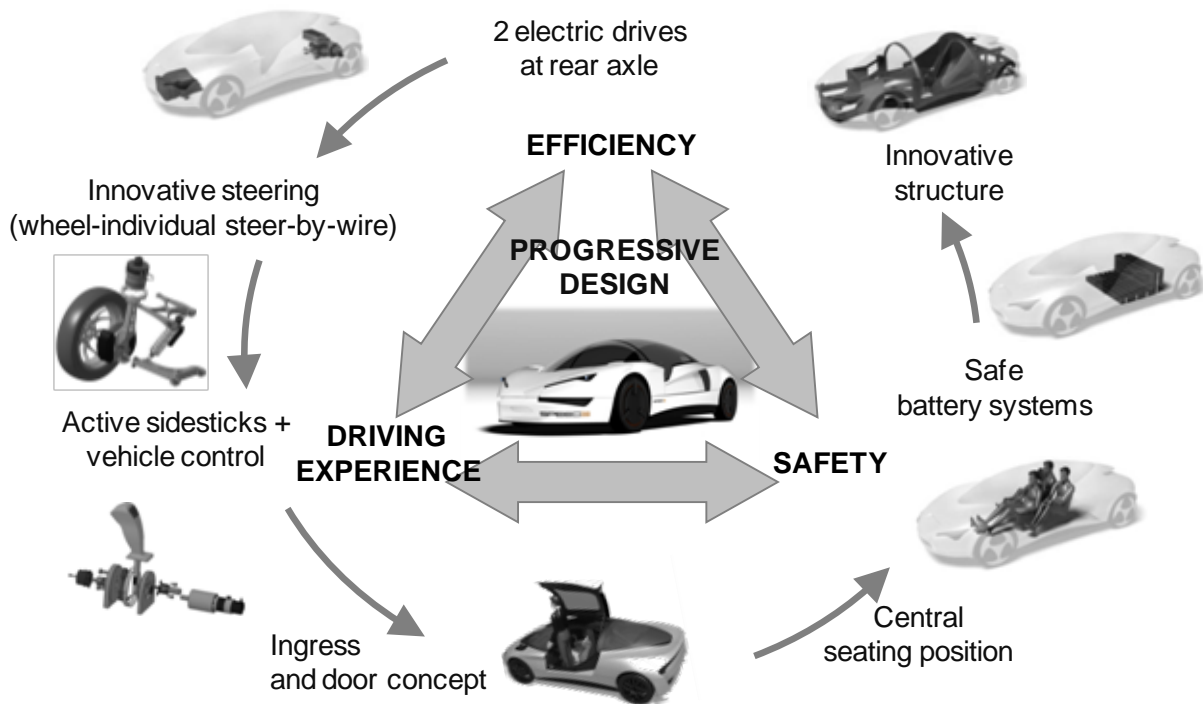 2 electric drives
at rear axle
EFFICIENCY
Innovative steering
(wheel-individual steer-by-wire)
Innovative
structure
PROGRESSIVE
DESIGN
Safe
battery systems
Active sidesticks +
vehicle control
DRIVING
EXPERIENCE
SAFETY
Ingress
and door concept
Central
seating position